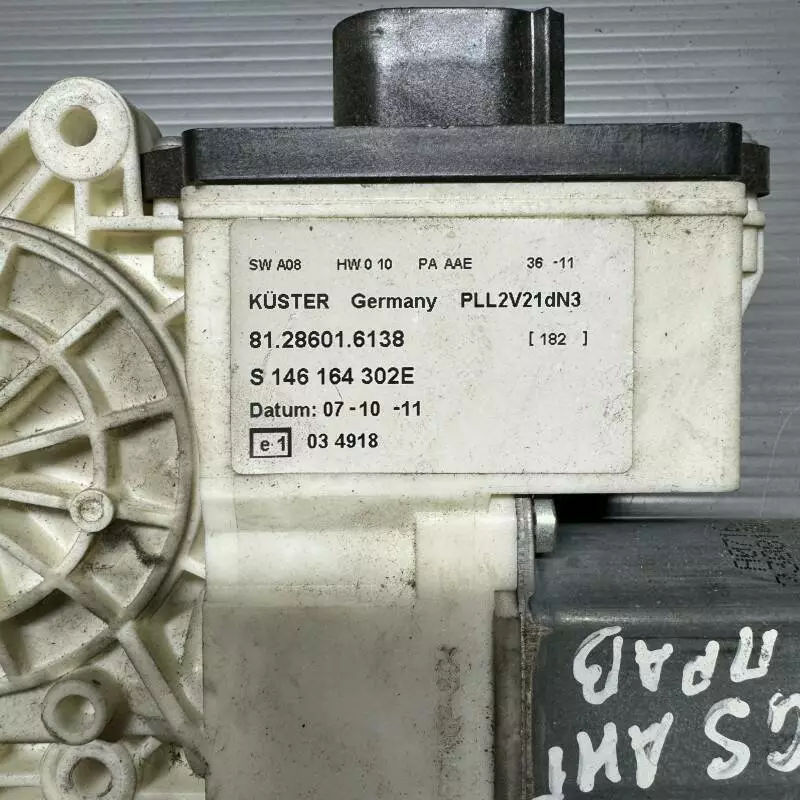 SW A08 HW 0 10 PA AAE 36 -11
KÜSTER Germany PLL2V21dN3
81.28601.6138 [ 182 ]
S 146 164 302E
Datum: 07-10 -11
e 1 03 4918
ПРАВ